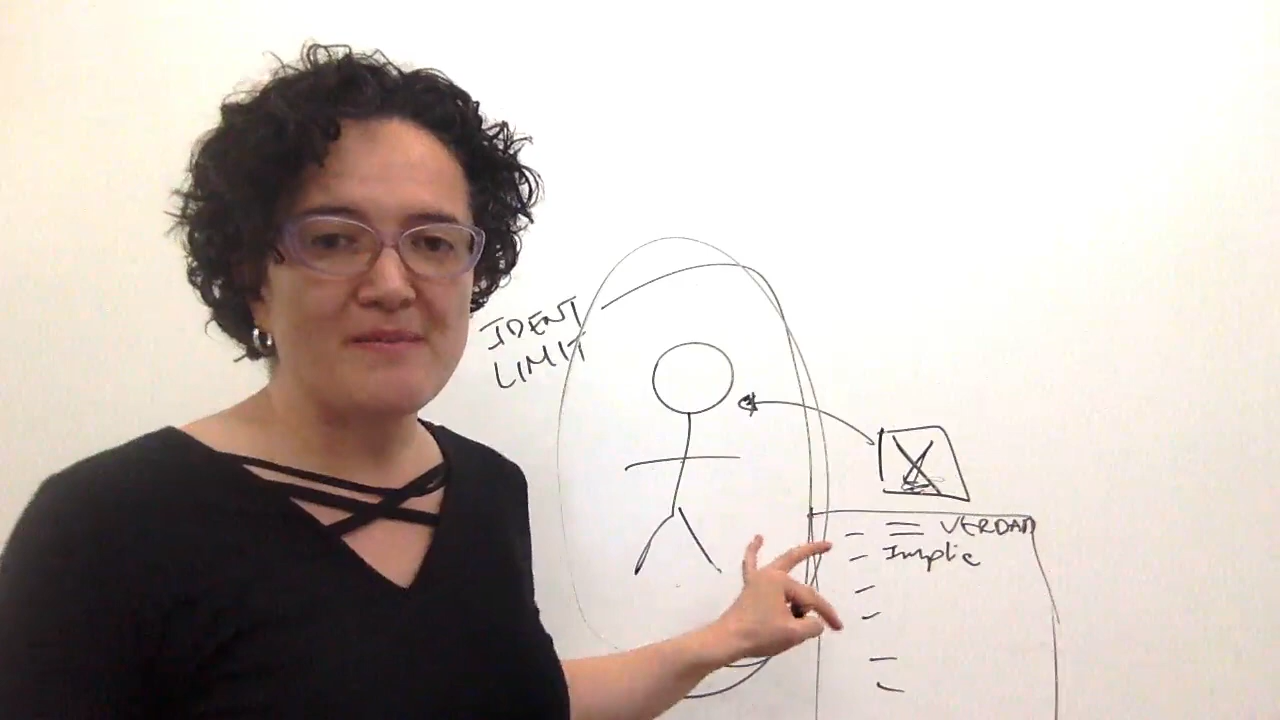 IDENT
LIMIT
X
= VERDAD
Implic